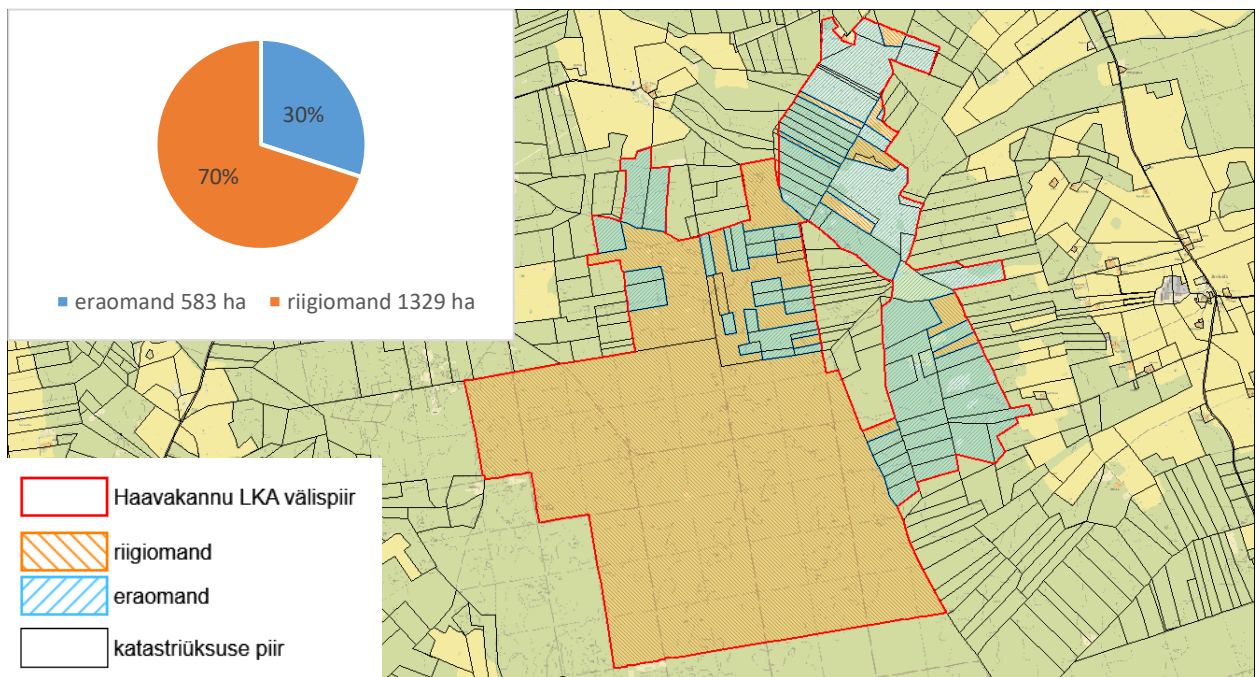 30%
70%
eraomand 583 ha riigiomand 1329 ha
Haavakannu LKA välispiir
riigiomand
eraomand
katastriüksuse piir